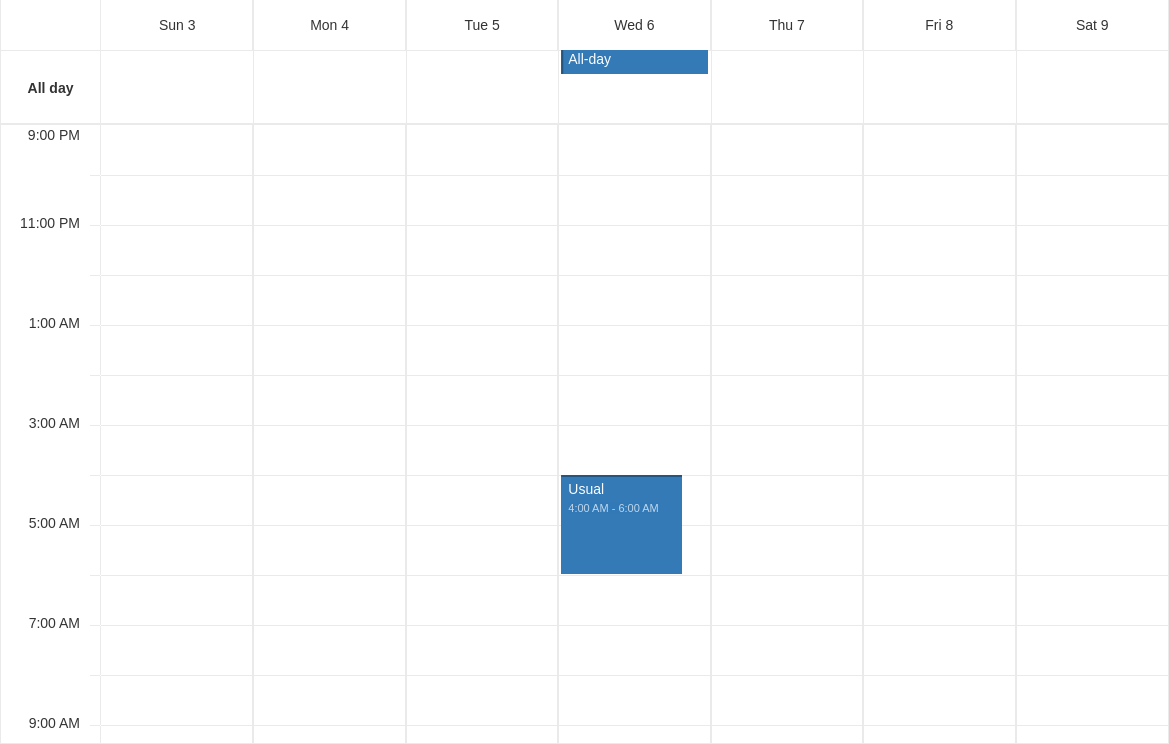 Sun 3 Mon 4 Tue 5 Wed 6 Thu 7 Fri 8 Sat 9
All day All-day
9:00 PM
11:00 PM
1:00 AM
3:00 AM
Usual
4:00 AM - 6:00 AM
5:00 AM
7:00 AM
9:00 AM